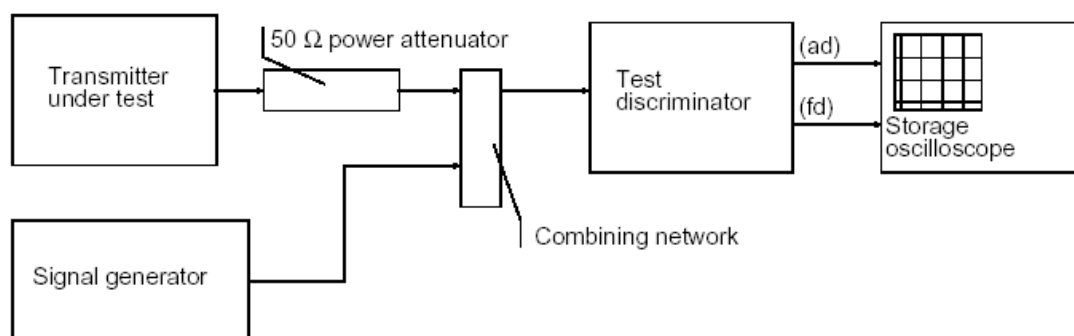 50 Ω power attenuator
Transmitter
under test
Test
discriminator
(ad)
(fd)
Storage
oscilloscope
Combining network
Signal generator